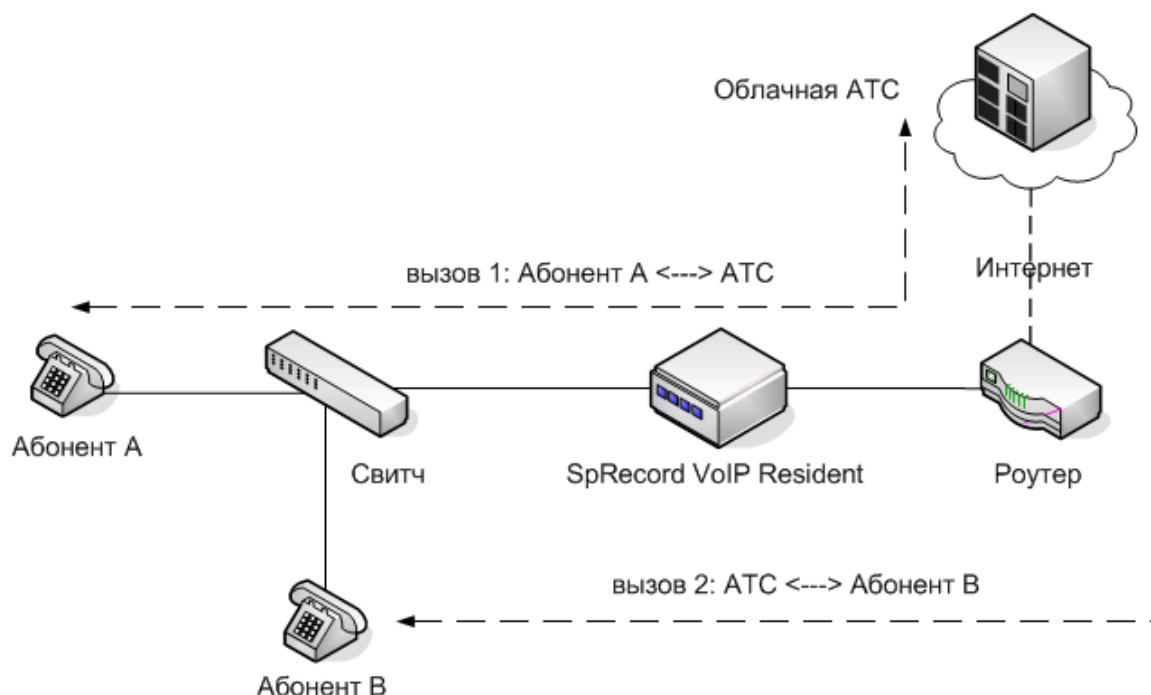 Облачная АТС
вызов 1: Абонент А <---> АТС
Интернет
Абонент А
Свитч
SpRecord VoIP Resident
Роутер
вызов 2: АТС <---> Абонент В
Абонент В